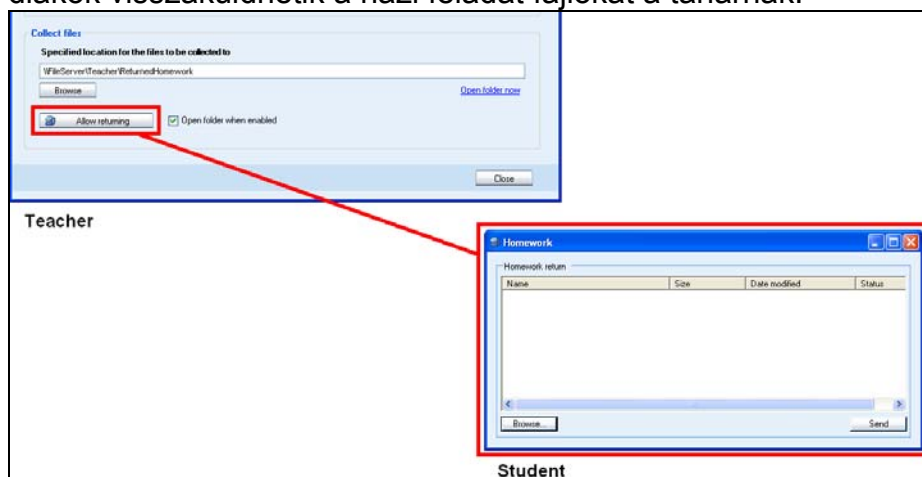 diákok visszaküldhetik a házi feladat fájlokat a tanárnak.
Collect files
Specified location for the files to be collected to
\\FileServer\Teacher\ReturnedHomework
Browse
Open folder now
Allow returning
Open folder when enabled
Close
Teacher
Homework
Homework return
Name Size Date modified Status
Browse...
Send
Student